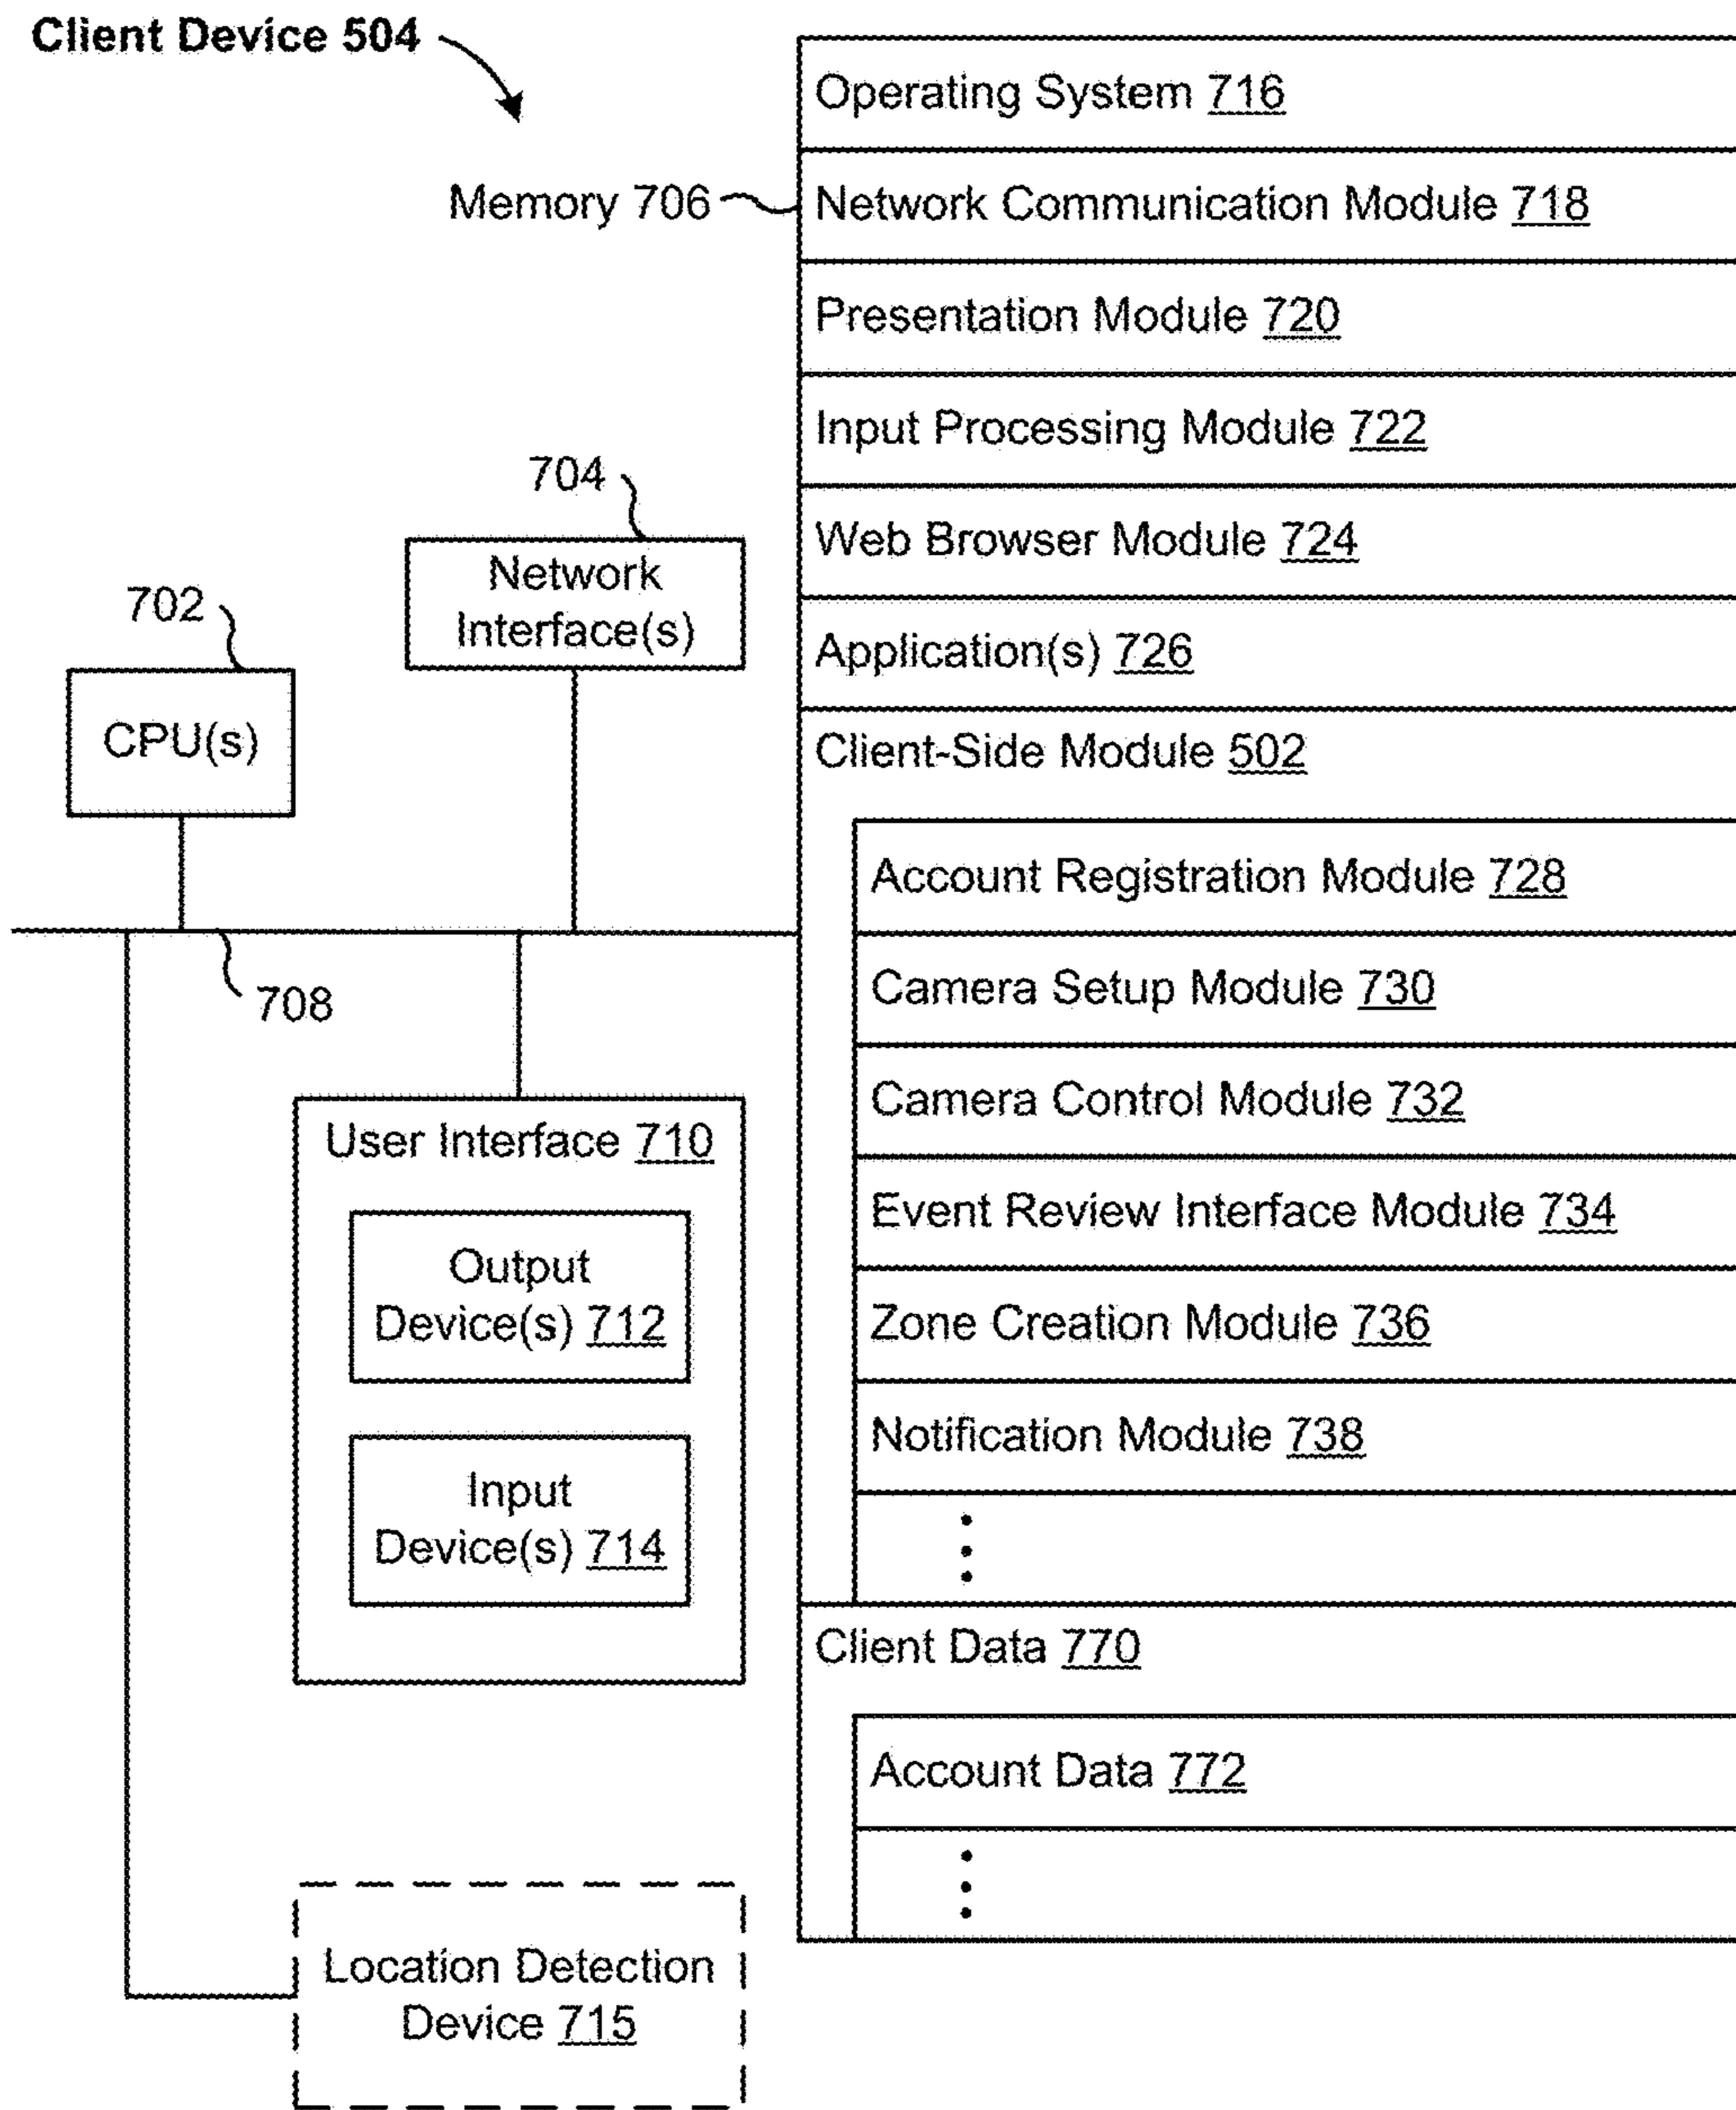 Client Device 504
Memory 706
Operating System 716
Network Communication Module 718
Presentation Module 720
Input Processing Module 722
Web Browser Module 724
Application(s) 726
Client-Side Module 502
Account Registration Module 728
Camera Setup Module 730
Camera Control Module 732
Event Review Interface Module 734
Zone Creation Module 736
Notification Module 738
Client Data 770
Account Data 772
704
Network
Interface(s)
702
CPU(s)
708
User Interface 710
Output
Device(s) 712
Input
Device(s) 714
Location Detection
Device 715